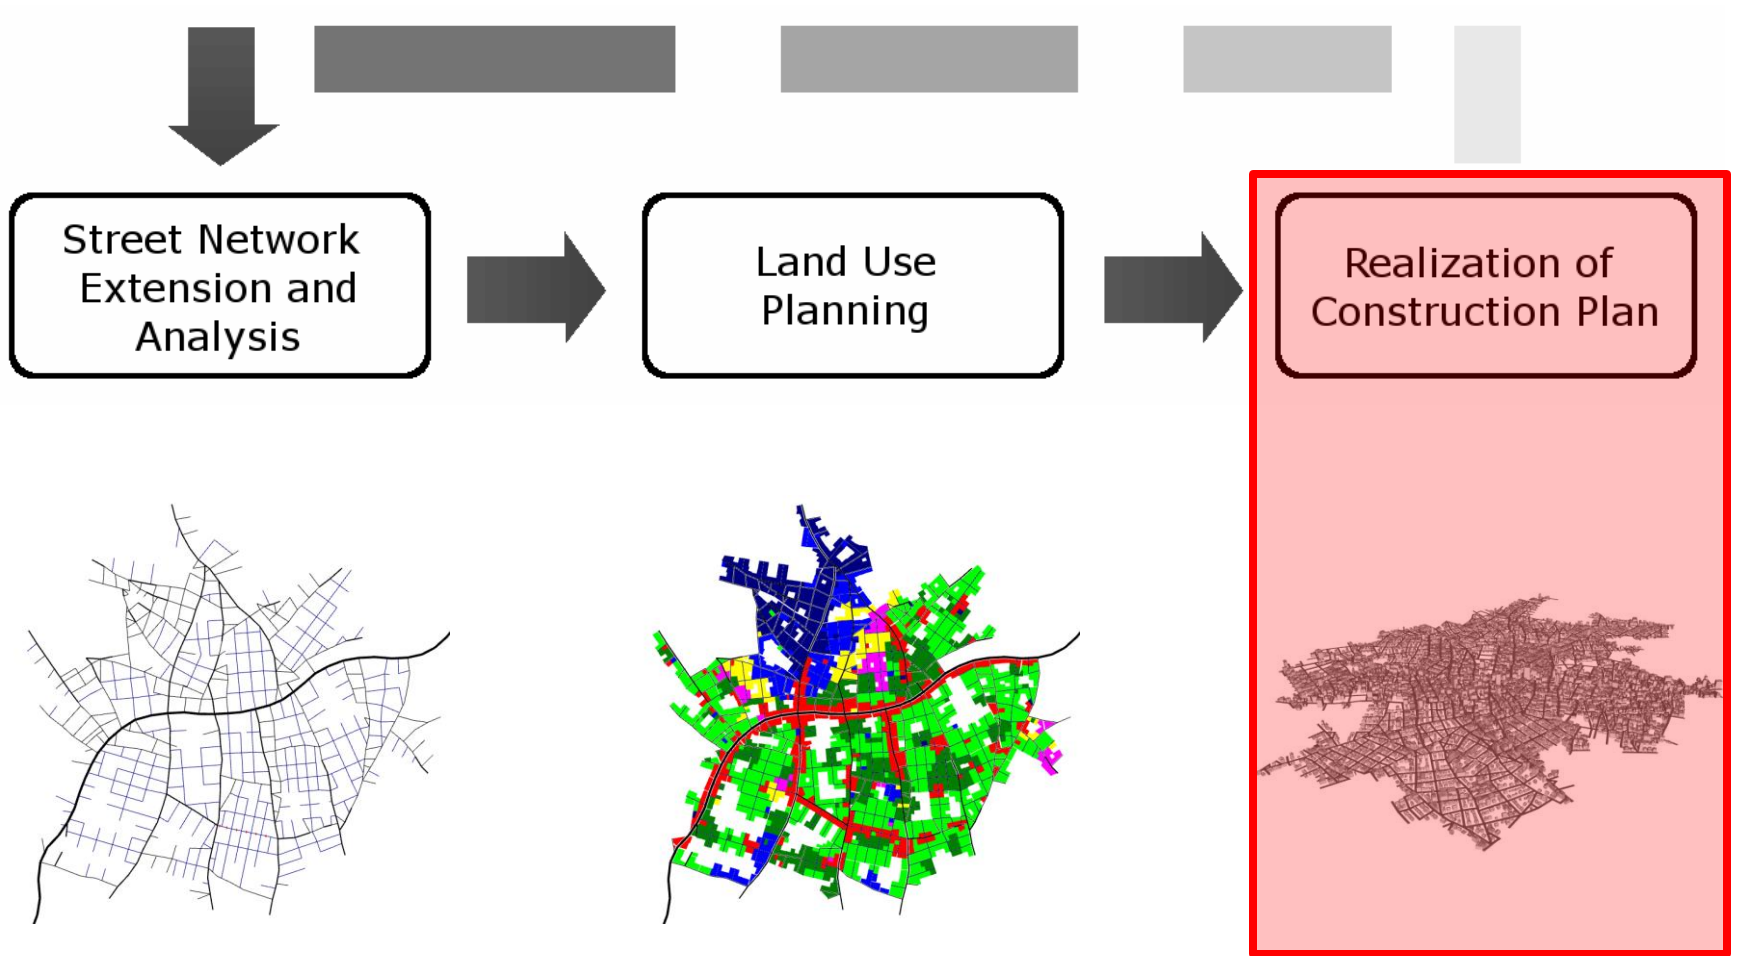 Street Network
Extension and
Analysis
Land Use
Planning
Realization of
Construction Plan